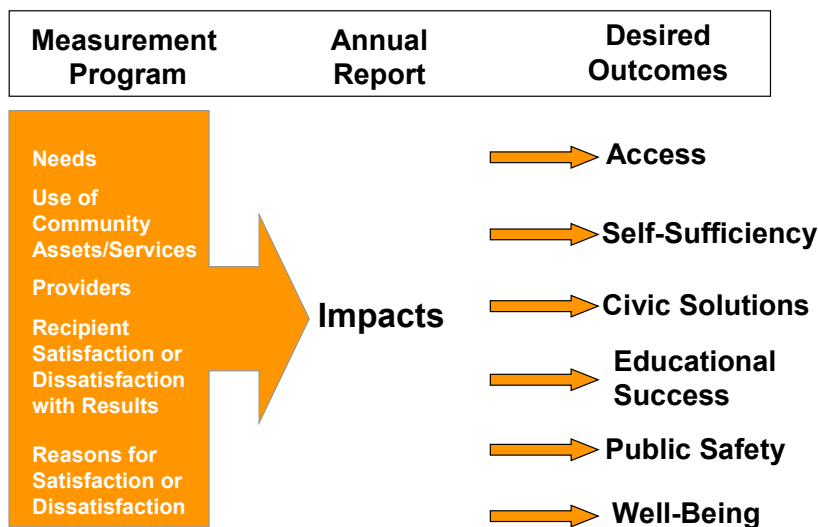 Measurement
Program
Annual
Report
Desired
Outcomes
Needs
Use of
Community
Assets/Services
Providers
Recipient
Satisfaction or
Dissatisfaction
with Results
Reasons for
Satisfaction or
Dissatisfaction
Impacts
Access
Self-Sufficiency
Civic Solutions
Educational
Success
Public Safety
Well-Being